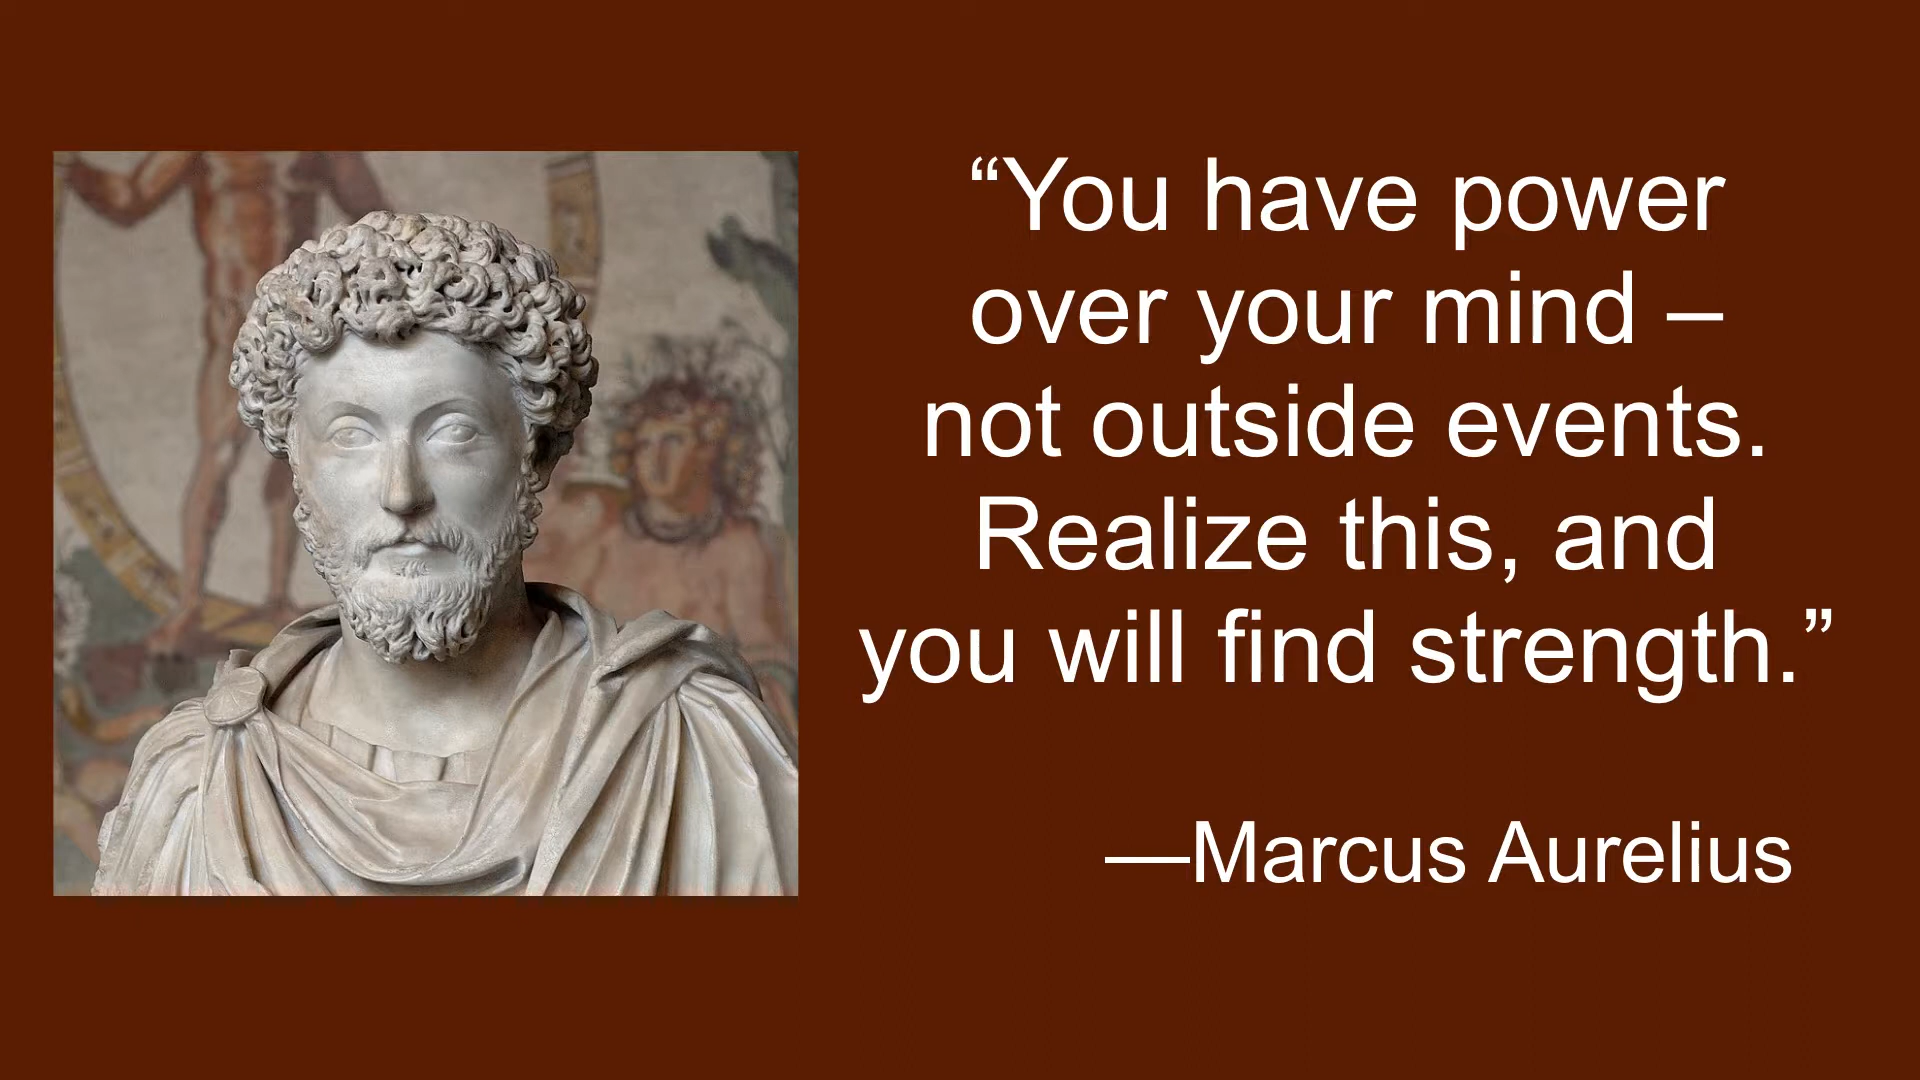 “You have power
over your mind –
not outside events.
Realize this, and
you will find strength.”
—Marcus Aurelius